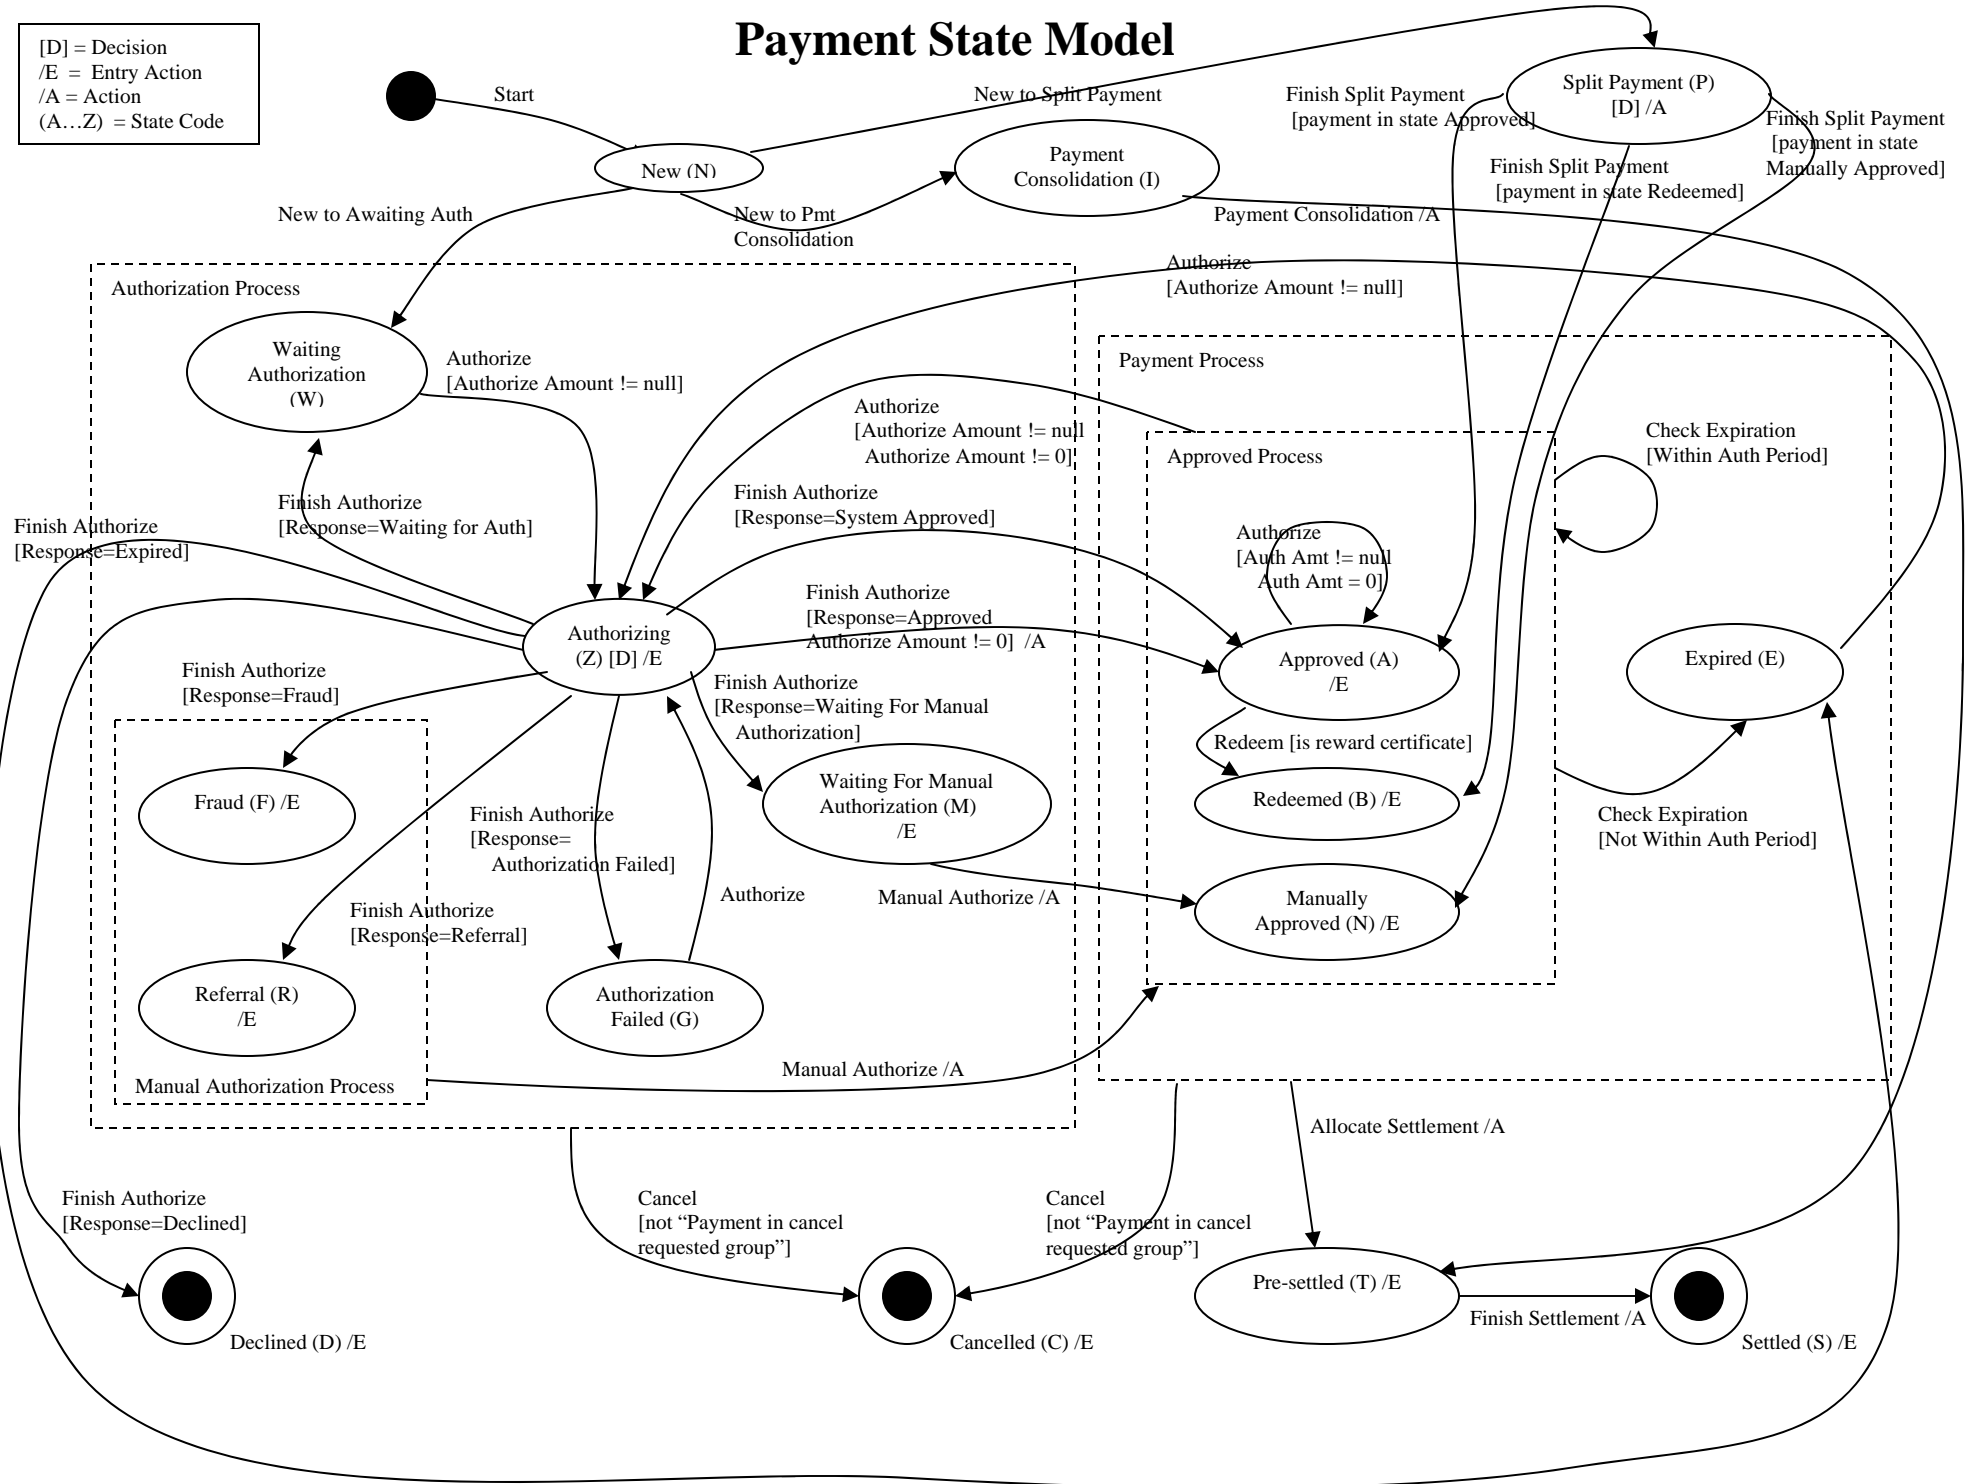 Payment State Model
[D] = Decision
/E = Entry Action
/A = Action
(A…Z) = State Code
Start
New (N)
New to Split Payment
Payment
Consolidation (I)
Finish Split Payment
[payment in state Approved]
Split Payment (P)
[D] /A
Finish Split Payment
[payment in state
Manually Approved]
Finish Split Payment
[payment in state Redeemed]
New to Awaiting Auth
New to Pmt
Consolidation
Payment Consolidation /A
Authorize
[Authorize Amount != null]
Authorization Process
Waiting
Authorization
(W)
Authorize
[Authorize Amount != null]
Payment Process
Authorize
[Authorize Amount != null
Authorize Amount != 0]
Approved Process
Check Expiration
[Within Auth Period]
Finish Authorize
[Response=Expired]
Finish Authorize
[Response=Waiting for Auth]
Finish Authorize
[Response=System Approved]
Authorize
[Auth Amt != null
Auth Amt = 0]
Finish Authorize
[Response=Approved
Authorize Amount != 0] /A
Authorizing
(Z) [D] /E
Approved (A)
/E
Expired (E)
Finish Authorize
[Response=Fraud]
Finish Authorize
[Response=Waiting For Manual
Authorization]
Redeem [is reward certificate]
Fraud (F) /E
Finish Authorize
[Response=
Authorization Failed]
Waiting For Manual
Authorization (M)
/E
Redeemed (B) /E
Check Expiration
[Not Within Auth Period]
Finish Authorize
[Response=Referral]
Authorize
Manual Authorize /A
Manually
Approved (N) /E
Referral (R)
/E
Authorization
Failed (G)
Manual Authorization Process
Manual Authorize /A
Allocate Settlement /A
Finish Authorize
[Response=Declined]
Cancel
[not “Payment in cancel
requested group”]
Cancel
[not “Payment in cancel
requested group”]
Pre-settled (T) /E
Finish Settlement /A
Declined (D) /E
Cancelled (C) /E
Settled (S) /E